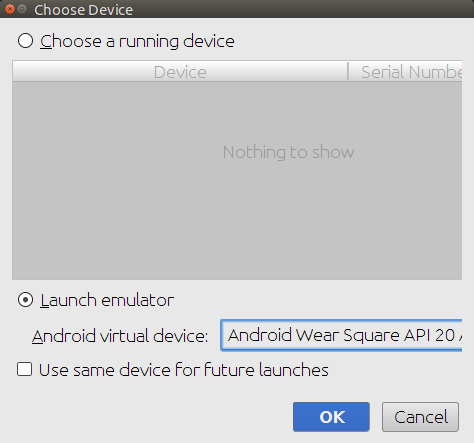 Choose Device
Choose a running device
Device Serial Numbe
Nothing to show
Launch emulator
Android virtual device: Android Wear Square API 20 A
Use same device for future launches
OK Cancel